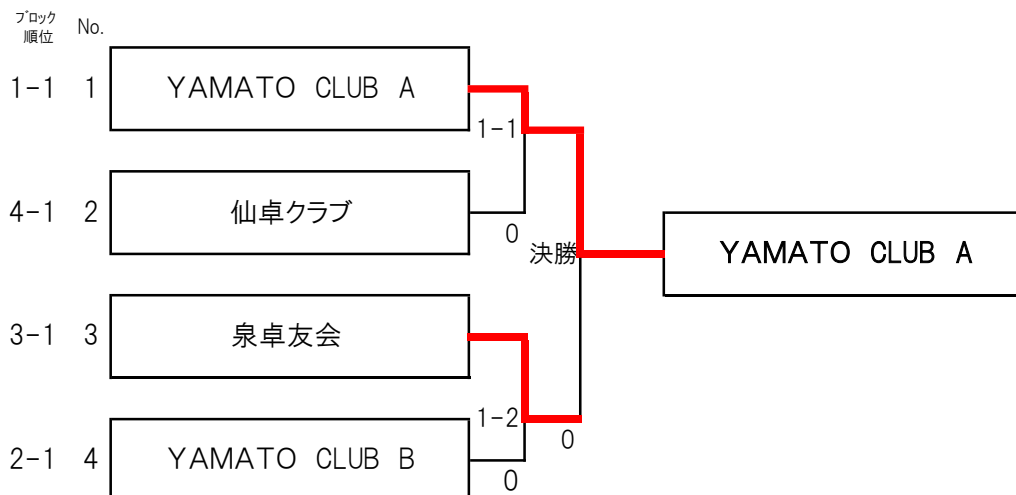 ブロック
順位 No.
1-1 1 YAMATO CLUB A
1-1
4-1 2 仙卓クラブ
0
決勝
YAMATO CLUB A
3-1 3 泉卓友会
1-2
0
2-1 4 YAMATO CLUB B
0